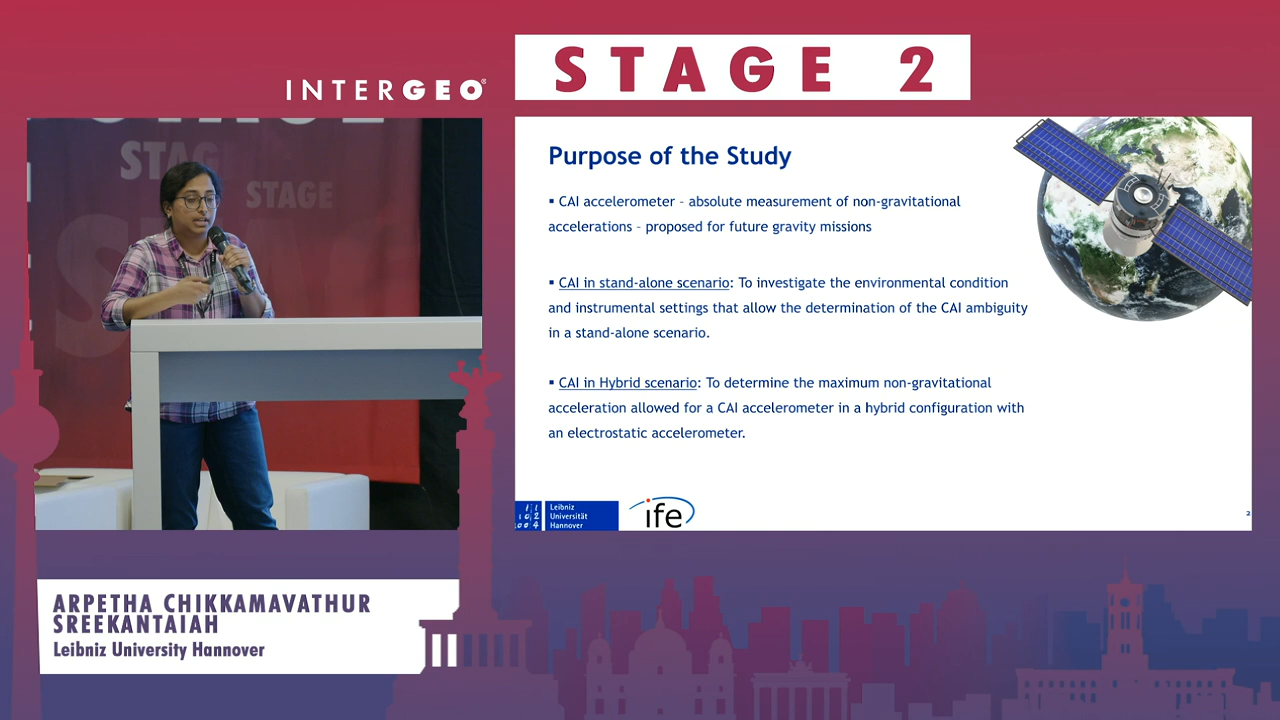 INTERGEO®
STAGE 2
STAGE
STAGE
Purpose of the Study
▪ CAI accelerometer – absolute measurement of non-gravitational
accelerations – proposed for future gravity missions
▪ CAI in stand-alone scenario: To investigate the environmental condition
and instrumental settings that allow the determination of the CAI ambiguity
in a stand-alone scenario.
▪ CAI in Hybrid scenario: To determine the maximum non-gravitational
acceleration allowed for a CAI accelerometer in a hybrid configuration with
an electrostatic accelerometer.
Leibniz
Universität
Hannover
ife
2
ARPETHA CHIKKAMAVATHUR
SREEKANTAIAH
Leibniz University Hannover